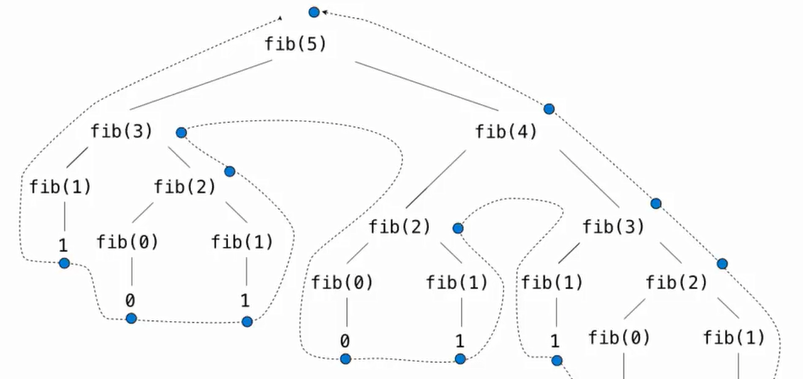 fib(5)
fib(3) fib(4)
fib(1) fib(2)
fib(2) fib(3)
1 fib(0) fib(1)
fib(0) fib(1) fib(1) fib(2)
0 1
0 1 1 fib(0) fib(1)